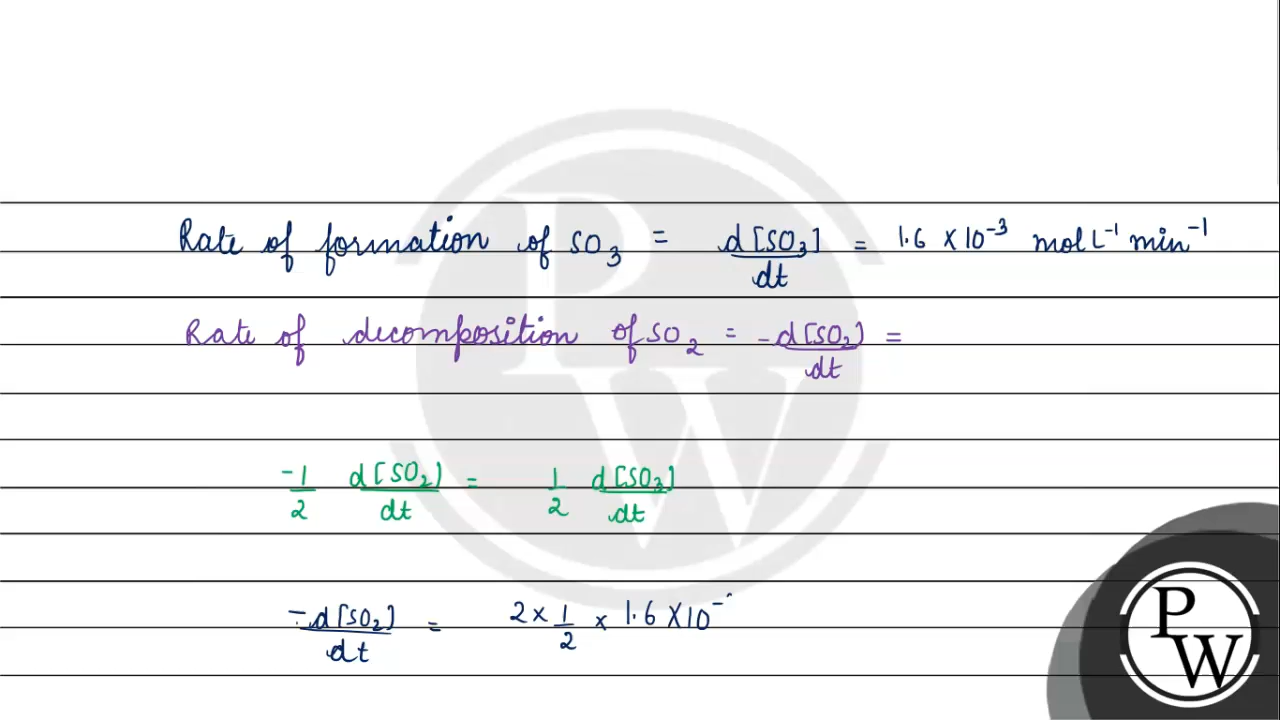 Rate of formation of SO₃ = d[SO₃]/dt = 1.6 × 10⁻³ mol L⁻¹ min⁻¹
Rate of decomposition of SO₂ = -d[SO₂]/dt =
-1/2 d[SO₂]/dt = 1/2 d[SO₃]/dt
-d[SO₂]/dt = 2 × 1/2 × 1.6 × 10⁻
PW
PW